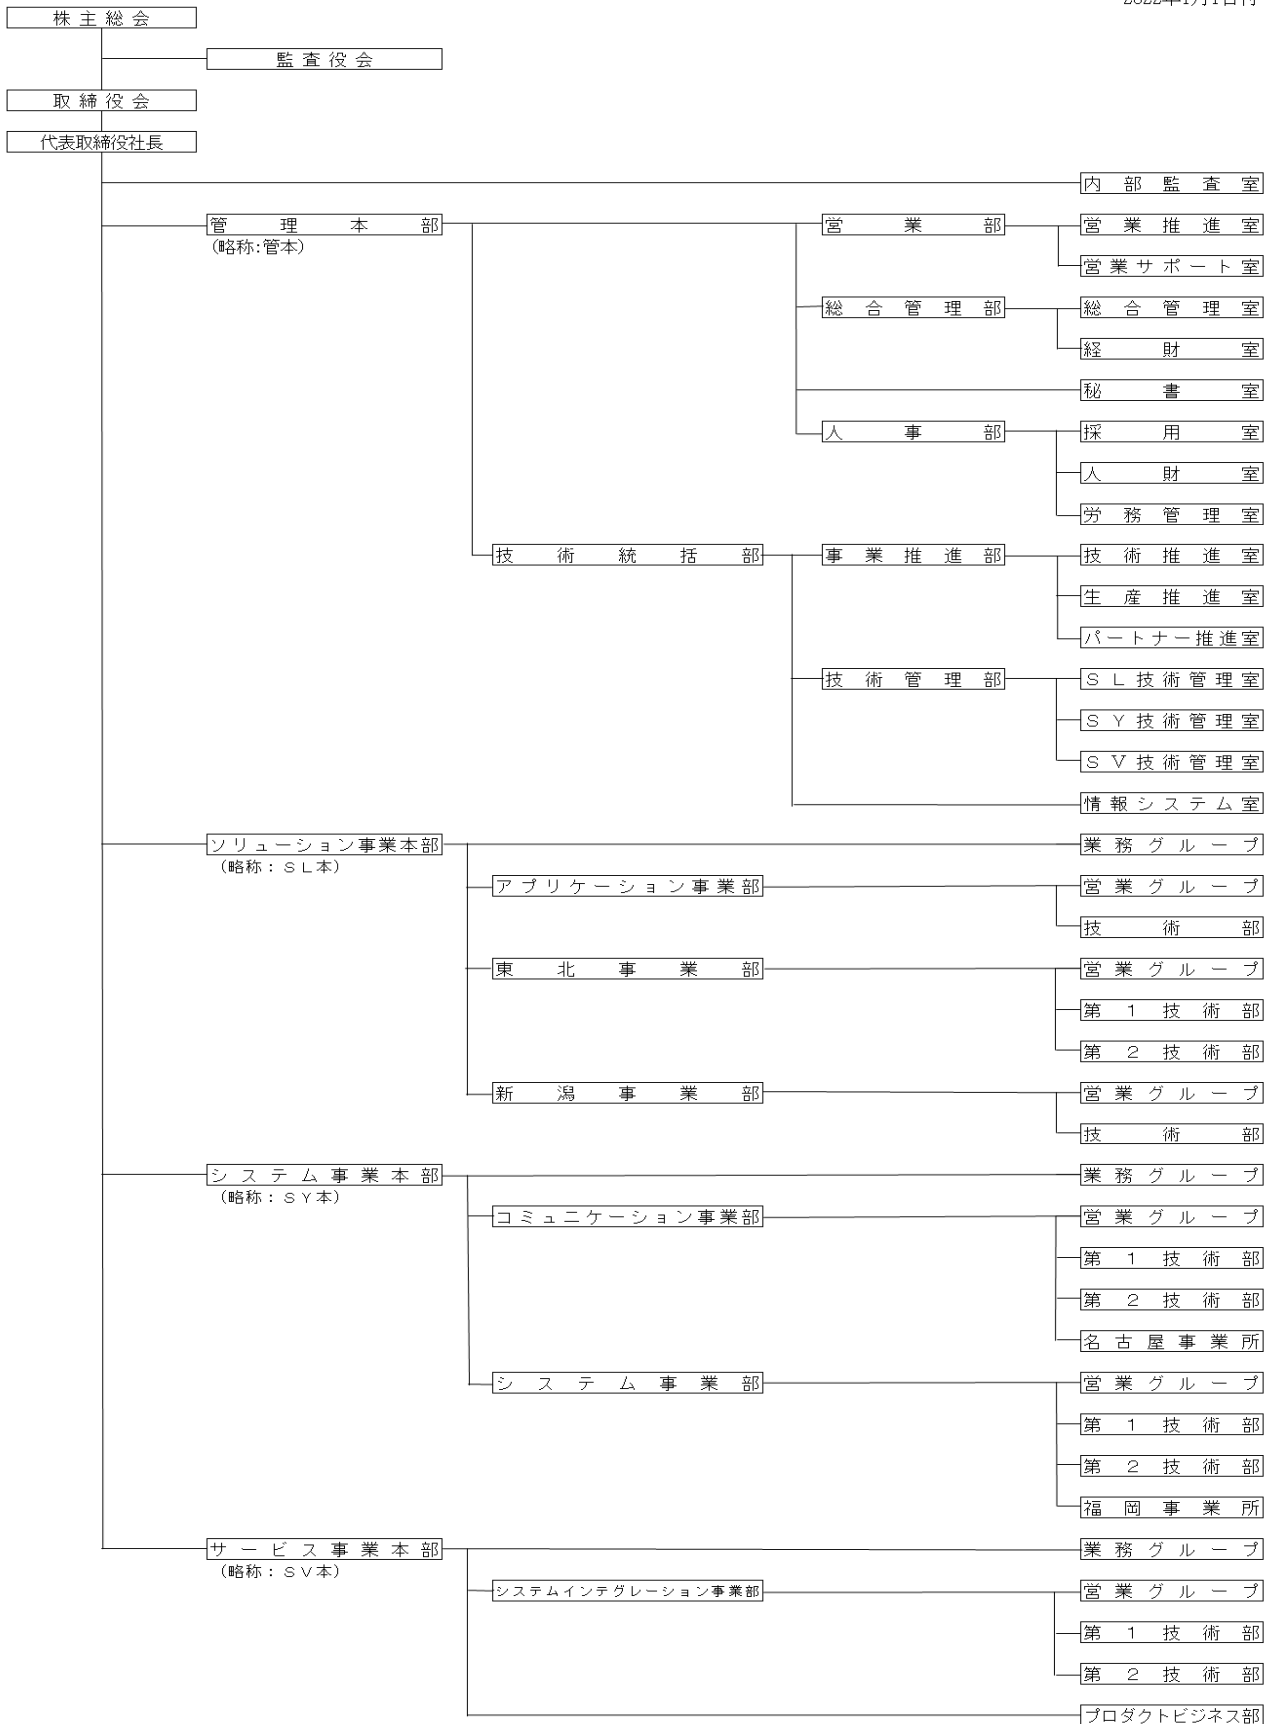 2022年1月1日付
株主総会
監査役会
取締役会
代表取締役社長
内部監査室
管理本部
(略称:管本)
営業部
営業推進室
営業サポート室
総合管理部
総合管理室
経財室
秘書室
人事部
採用室
人財室
労務管理室
技術統括部
事業推進部
技術推進室
生産推進室
パートナー推進室
技術管理部
ＳＬ技術管理室
ＳＹ技術管理室
ＳＶ技術管理室
情報システム室
ソリューション事業本部
(略称：ＳＬ本)
業務グループ
アプリケーション事業部
営業グループ
技術部
東北事業部
営業グループ
第１技術部
第２技術部
新潟事業部
営業グループ
技術部
システム事業本部
(略称：ＳＹ本)
業務グループ
コミュニケーション事業部
営業グループ
第１技術部
第２技術部
名古屋事業所
システム事業部
営業グループ
第１技術部
第２技術部
福岡事業所
サービス事業本部
(略称：ＳＶ本)
業務グループ
システムインテグレーション事業部
営業グループ
第１技術部
第２技術部
プロダクトビジネス部